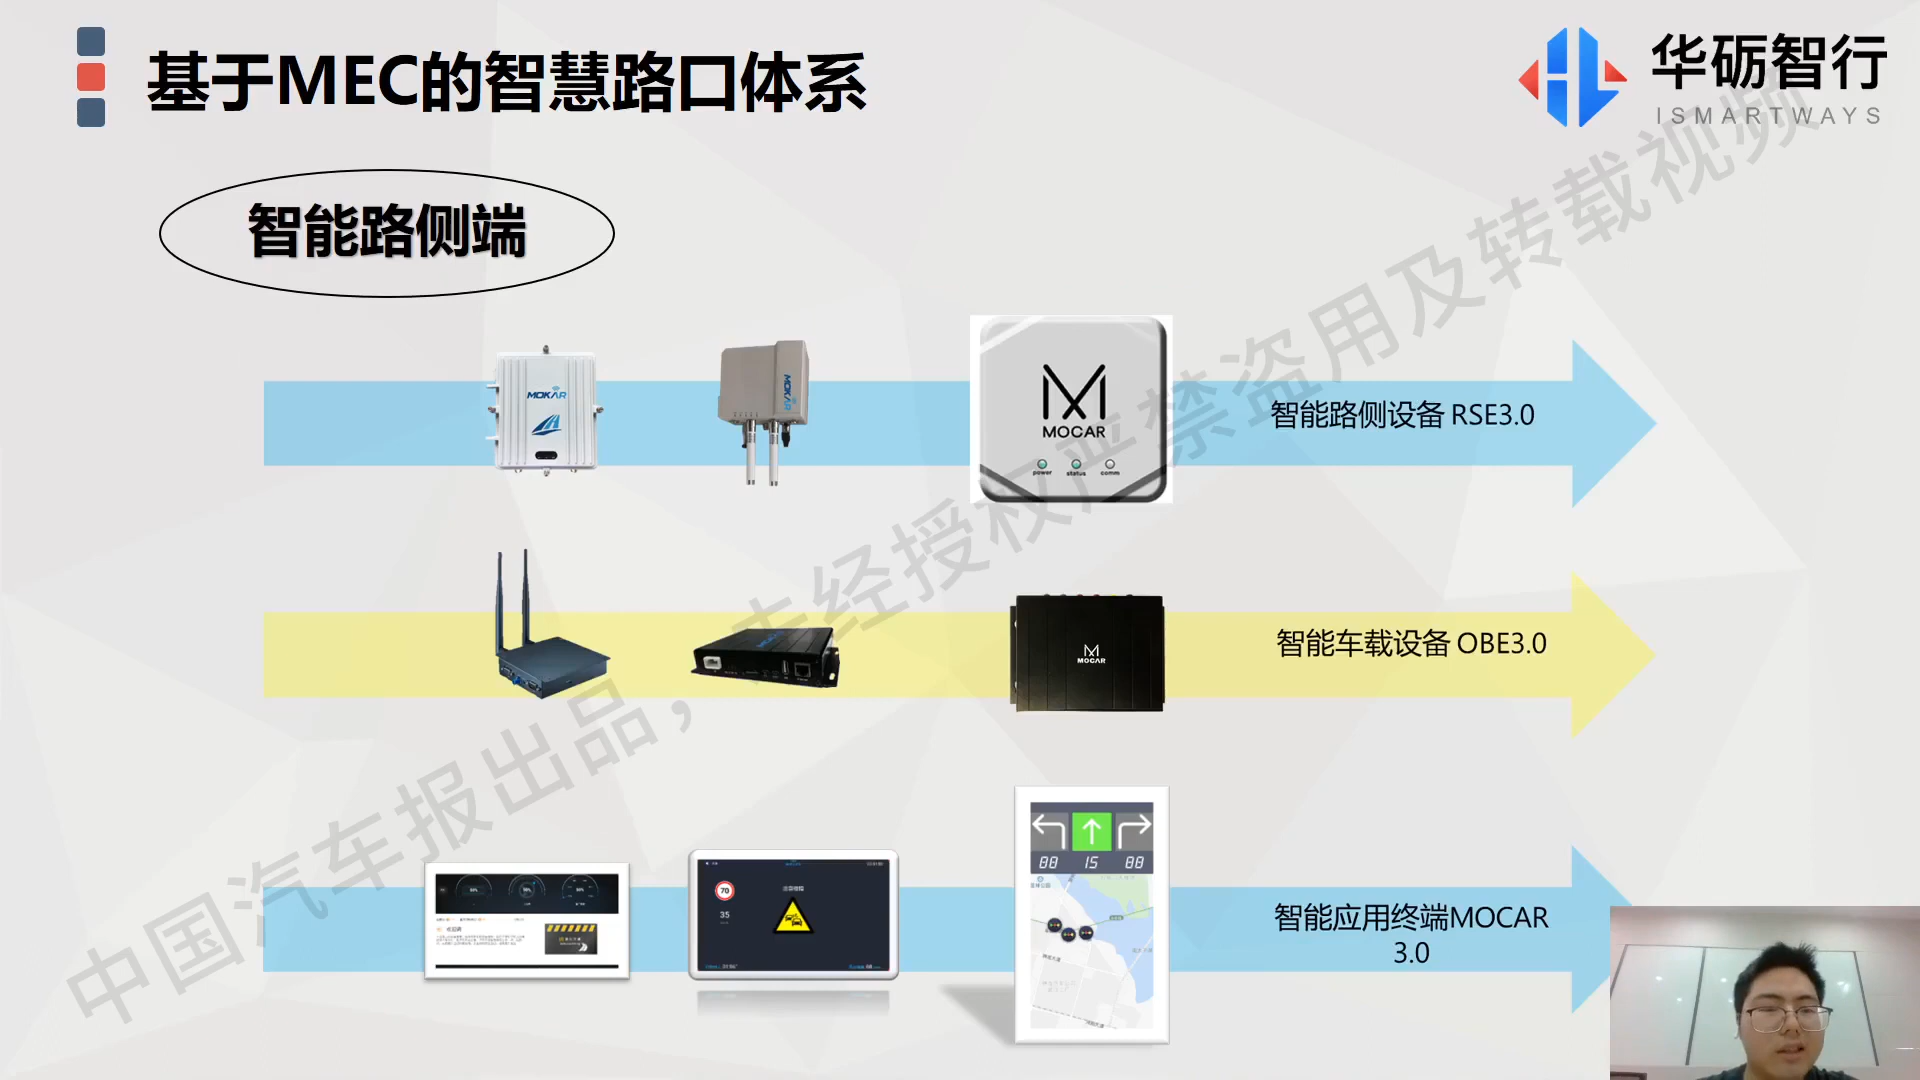 基于MEC的智慧路口体系
华砺智行
ISMARTWAYS
智能路侧端
MOKAR
MOKAR
MOCAR
power status comm
智能路侧设备 RSE3.0
MOKAR
MOCAR
智能车载设备 OBE3.0
70
35
88 15 88
智能应用终端MOCAR
3.0
中国汽车报出品，未经授权严禁盗用及转载视频